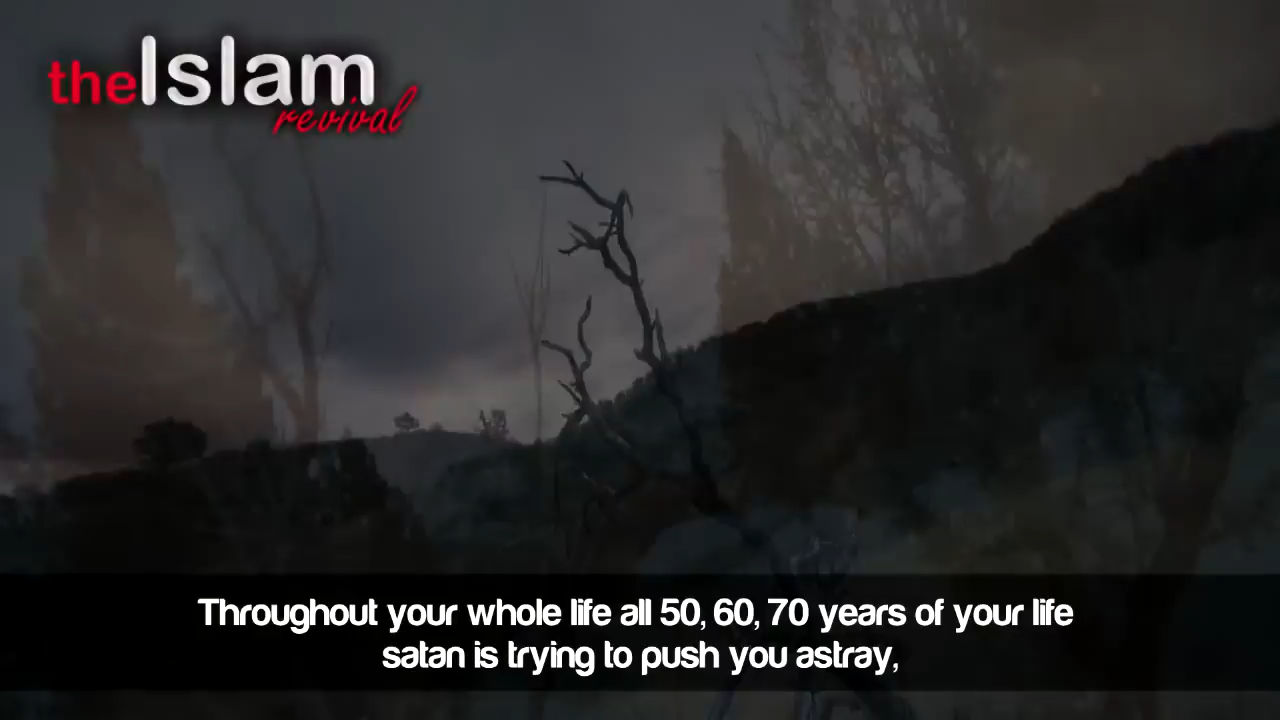 theIslam
revival
Throughout your whole life all 50, 60, 70 years of your life
satan is trying to push you astray,